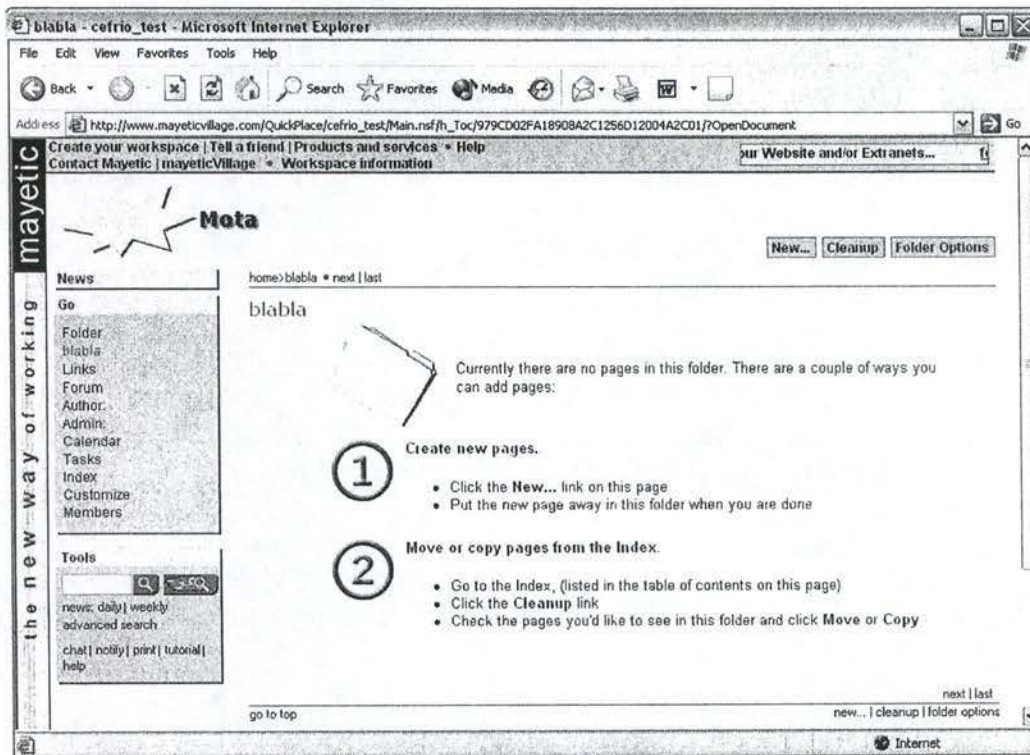 blabla - cefrio_test - Microsoft Internet Explorer
File Edit View Favorites Tools Help
Back Search Favorites Media
Address http://www.mayeticvillage.com/QuickPlace/cefrio_test/Main.nsf/h_Toc/979CD02FA18908A2C1256D12004A2C01/?OpenDocument Go
mayetic
the new way of working
Create your workspace | Tell a friend | Products and services • Help
Contact Mayetic | mayeticVillage • Workspace information
our Website and/or Extranets...
Mota
New... Cleanup Folder Options
News
home>blabla • next | last
Go
Folder
blabla
Links
Forum
Author:
Admin:
Calendar
Tasks
Index
Customize
Members
Tools
news: daily | weekly
advanced search
chat | notify | print | tutorial |
help
blabla
Currently there are no pages in this folder. There are a couple of ways you
can add pages:
1 Create new pages.
• Click the New... link on this page
• Put the new page away in this folder when you are done
2 Move or copy pages from the Index.
• Go to the Index, (listed in the table of contents on this page)
• Click the Cleanup link
• Check the pages you'd like to see in this folder and click Move or Copy
next | last
go to top new... | cleanup | folder options
Internet